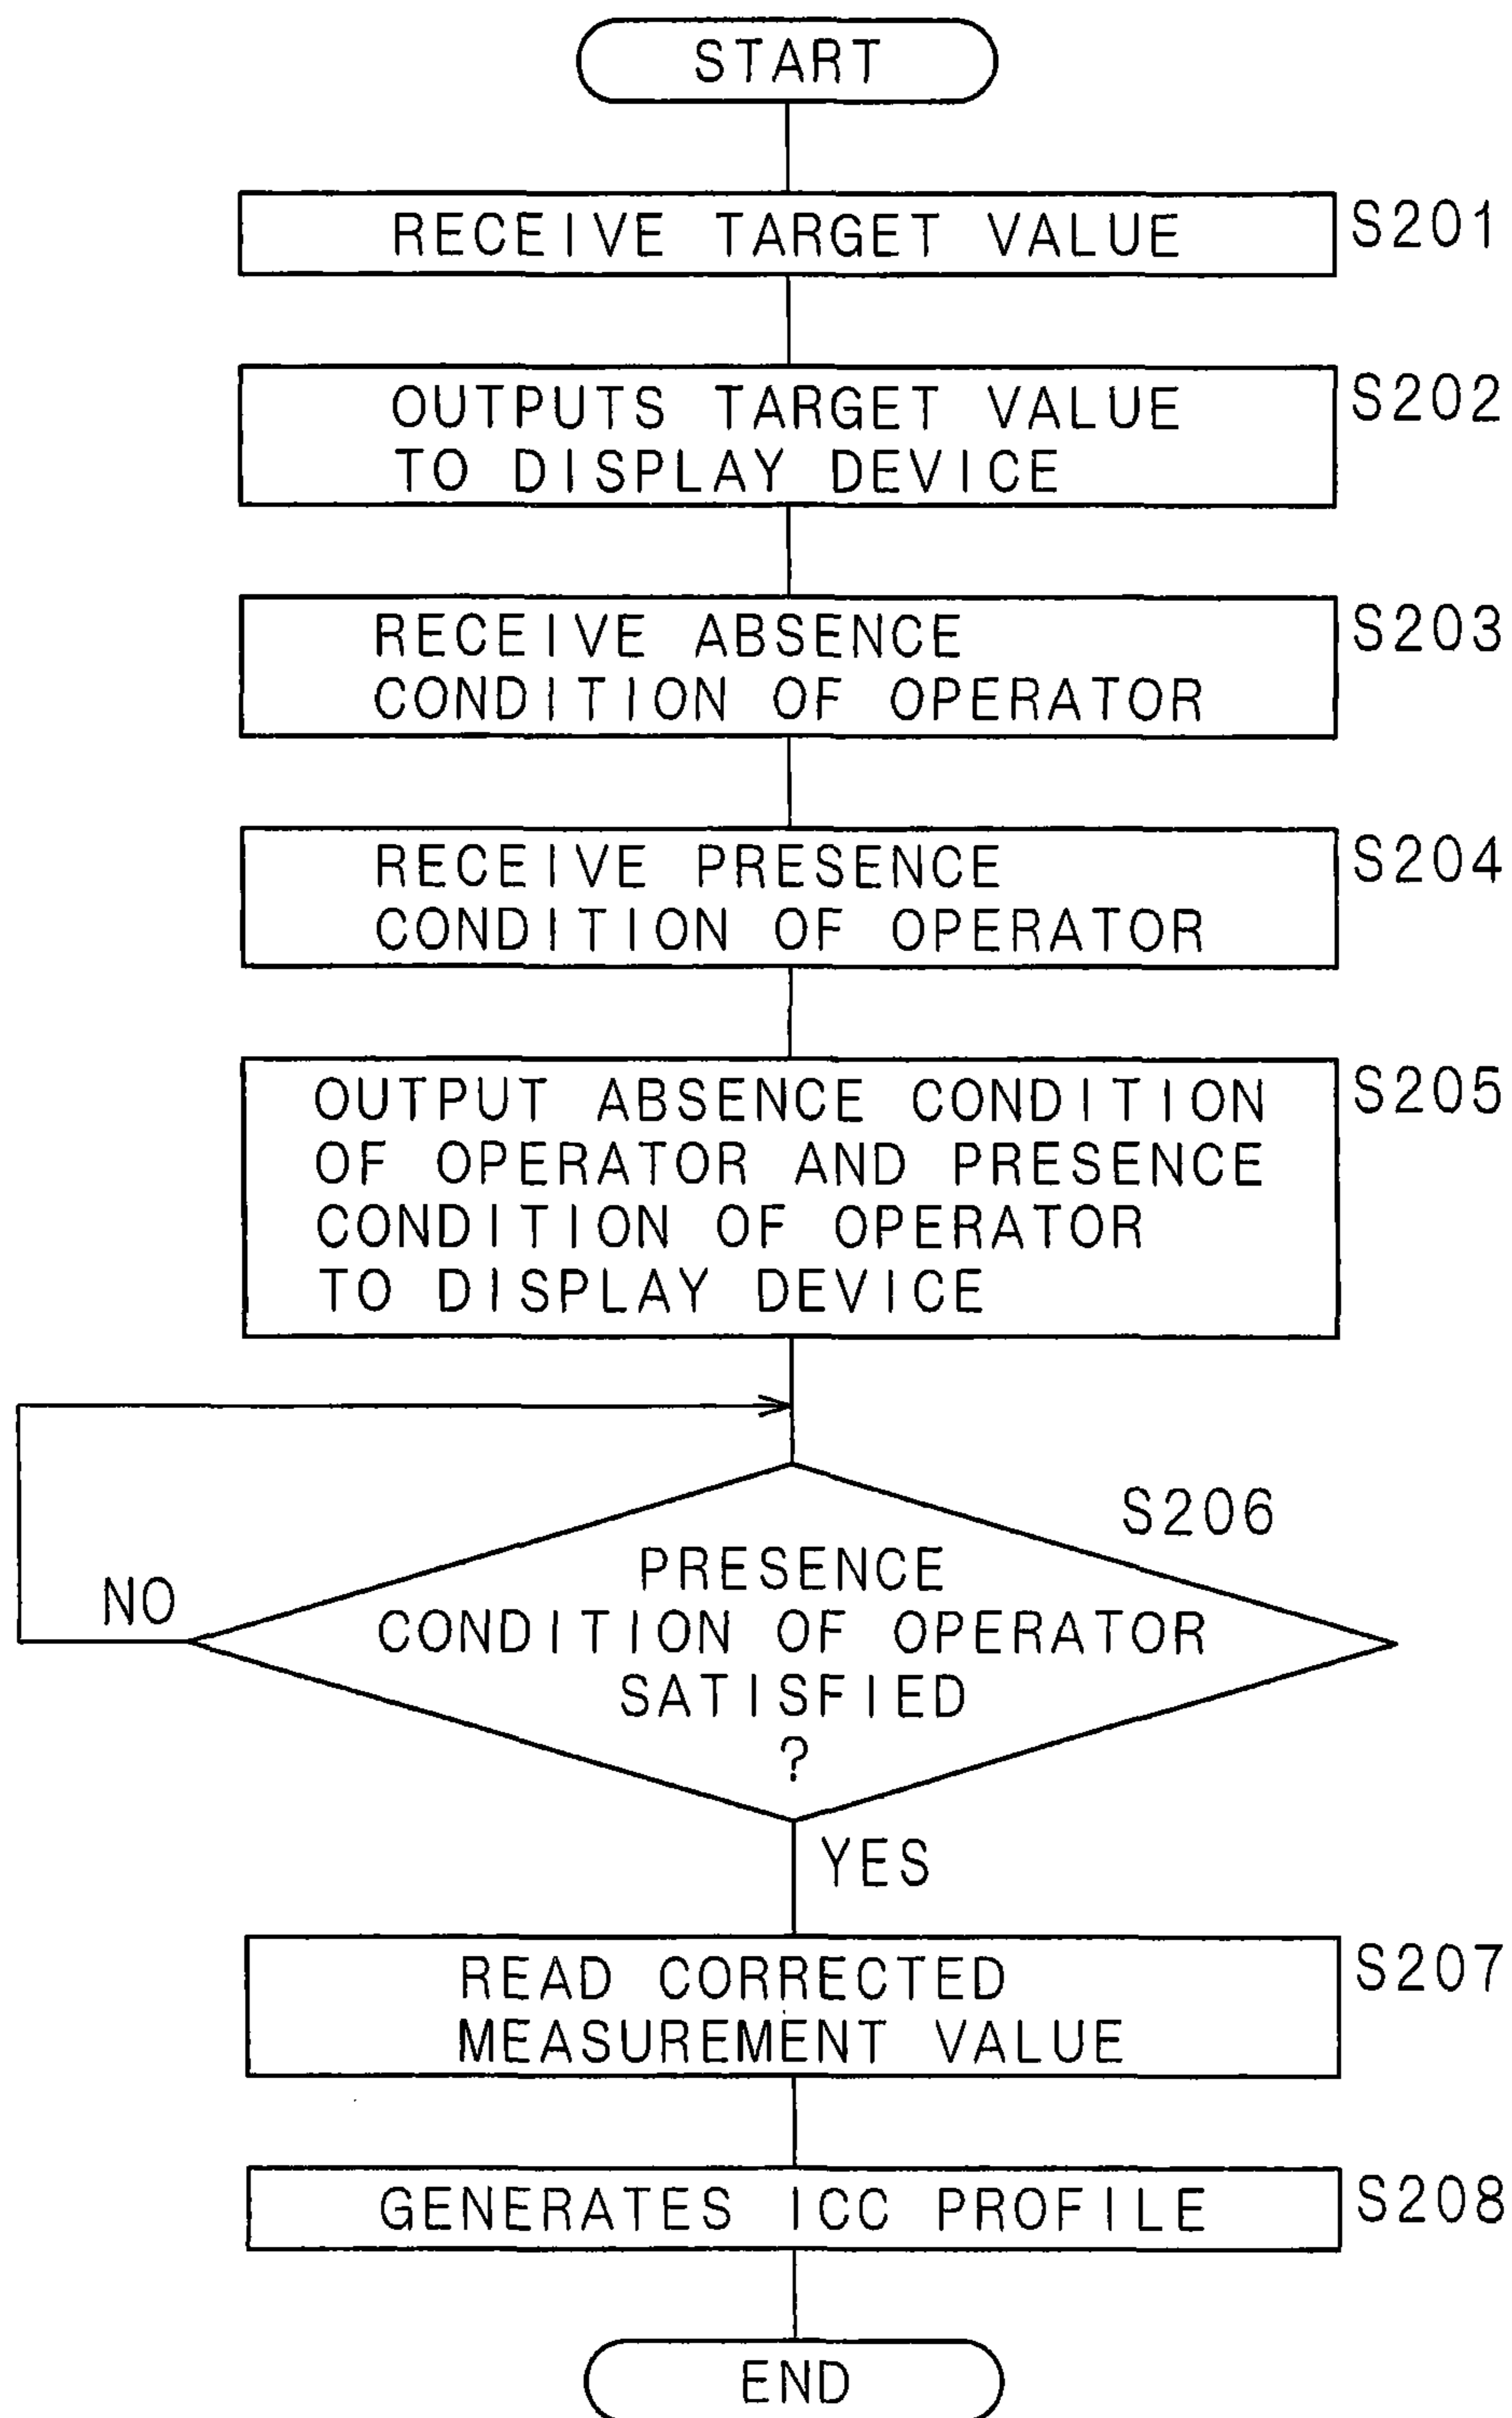 START
RECEIVE TARGET VALUE
S201
OUTPUTS TARGET VALUE
TO DISPLAY DEVICE
S202
RECEIVE ABSENCE
CONDITION OF OPERATOR
S203
RECEIVE PRESENCE
CONDITION OF OPERATOR
S204
OUTPUT ABSENCE CONDITION
OF OPERATOR AND PRESENCE
CONDITION OF OPERATOR
TO DISPLAY DEVICE
S205
S206
PRESENCE
CONDITION OF OPERATOR
SATISFIED
?
NO
YES
READ CORRECTED
MEASUREMENT VALUE
S207
GENERATES ICC PROFILE
S208
END